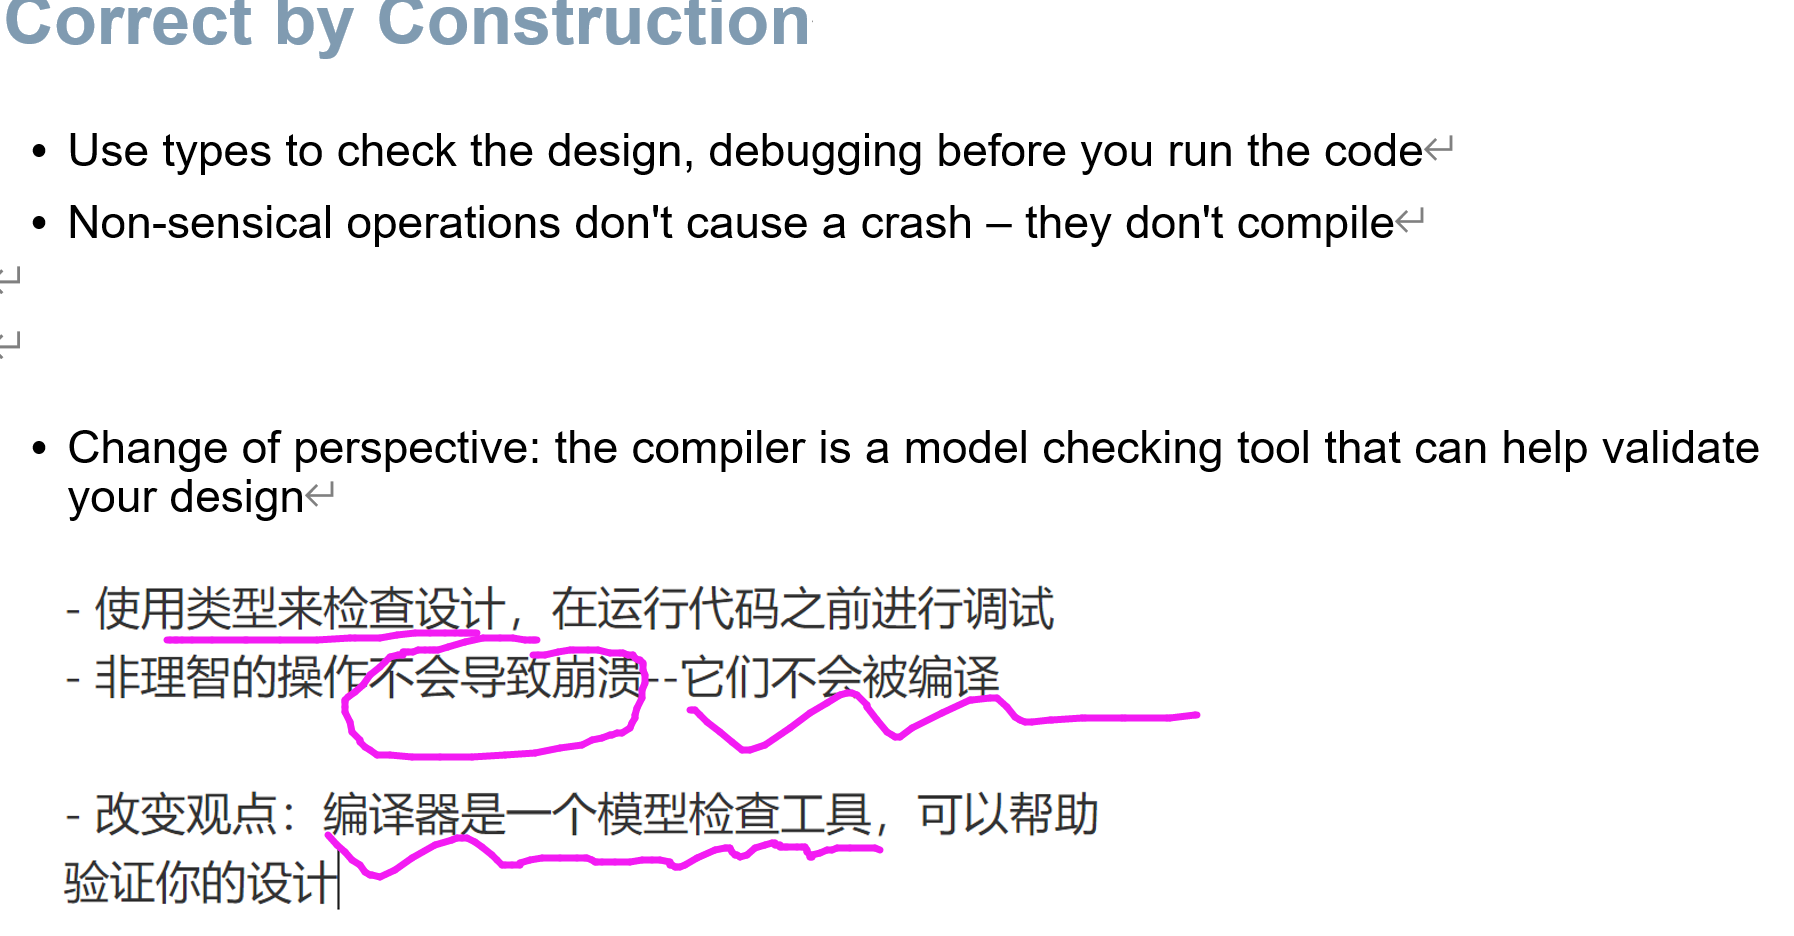 Correct by Construction
• Use types to check the design, debugging before you run the code↵
• Non-sensical operations don't cause a crash – they don't compile↵
↵
↵
• Change of perspective: the compiler is a model checking tool that can help validate
your design↵
- 使用类型来检查设计，在运行代码之前进行调试
- 非理智的操作不会导致崩溃--它们不会被编译
- 改变观点：编译器是一个模型检查工具，可以帮助
验证你的设计